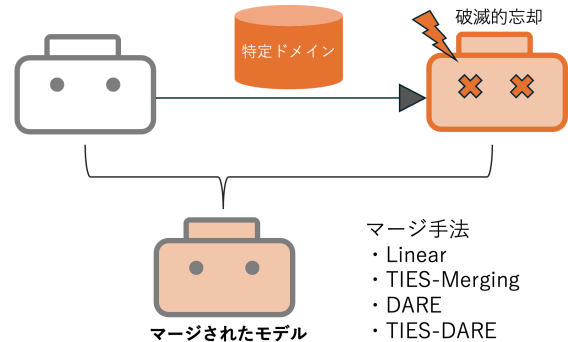 破滅的忘却
特定ドメイン
マージ手法
・Linear
・TIES-Merging
・DARE
・TIES-DARE
マージされたモデル